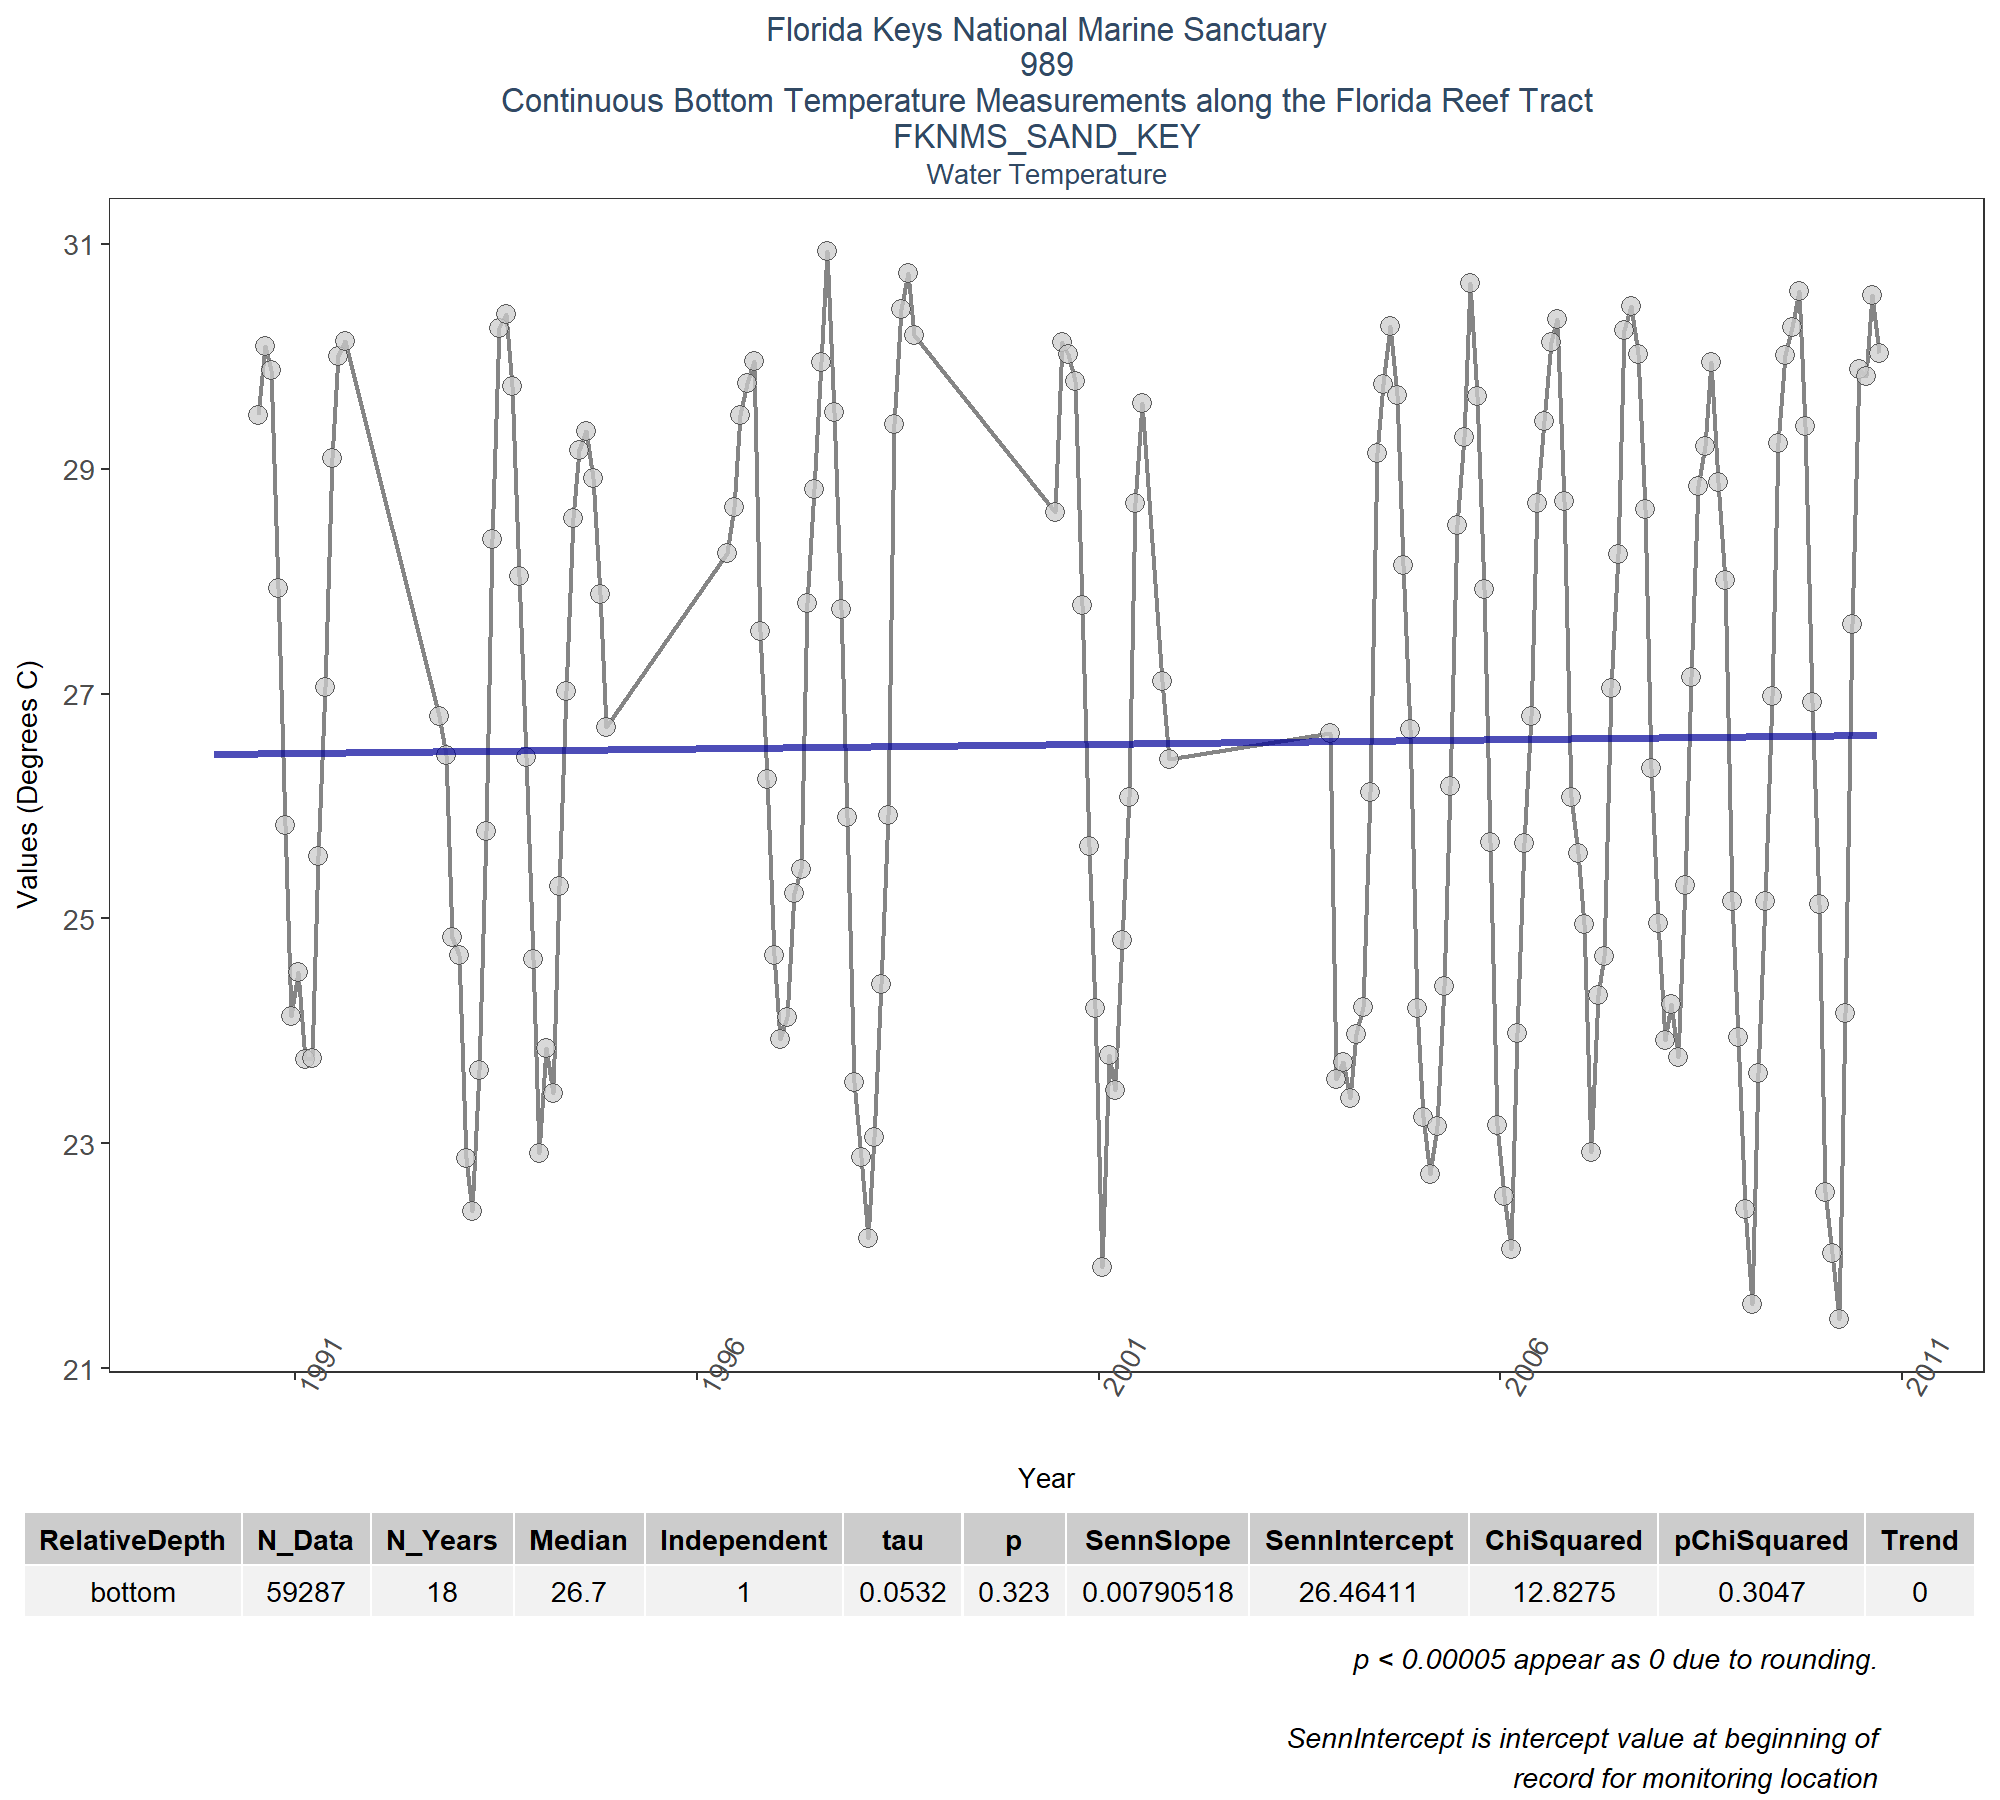 Florida Keys National Marine Sanctuary
989
Continuous Bottom Temperature Measurements along the Florida Reef Tract
FKNMS_SAND_KEY
Water Temperature
Values (Degrees C)
31
29
27
25
23
21
1991 1996 2001 2006 2011
Year
RelativeDepth N_Data N_Years Median Independent tau p SennSlope SennIntercept ChiSquared pChiSquared Trend
bottom 59287 18 26.7 1 0.0532 0.323 0.00790518 26.46411 12.8275 0.3047 0
p < 0.00005 appear as 0 due to rounding.
SennIntercept is intercept value at beginning of
record for monitoring location